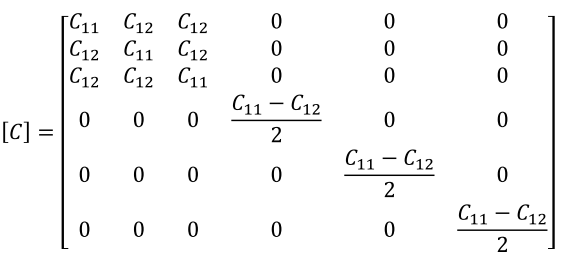 [C] = [
C₁₁ C₁₂ C₁₂ 0 0 0
C₁₂ C₁₁ C₁₂ 0 0 0
C₁₂ C₁₂ C₁₁ 0 0 0
0 0 0 (C₁₁ − C₁₂)/2 0 0
0 0 0 0 (C₁₁ − C₁₂)/2 0
0 0 0 0 0 (C₁₁ − C₁₂)/2
]